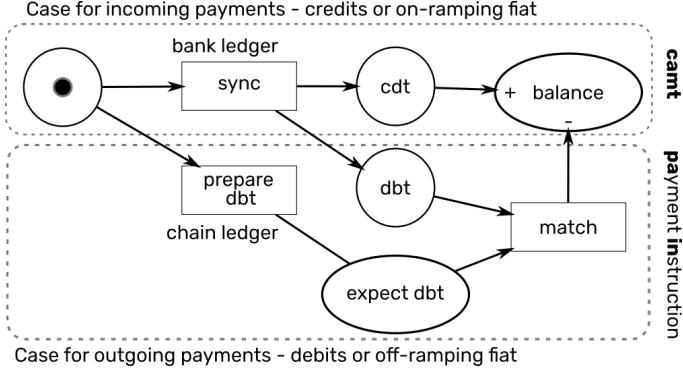 Case for incoming payments - credits or on-ramping fiat
bank ledger
sync
cdt
+ balance
-
camt
prepare
dbt
chain ledger
dbt
match
expect dbt
payment instruction
Case for outgoing payments - debits or off-ramping fiat